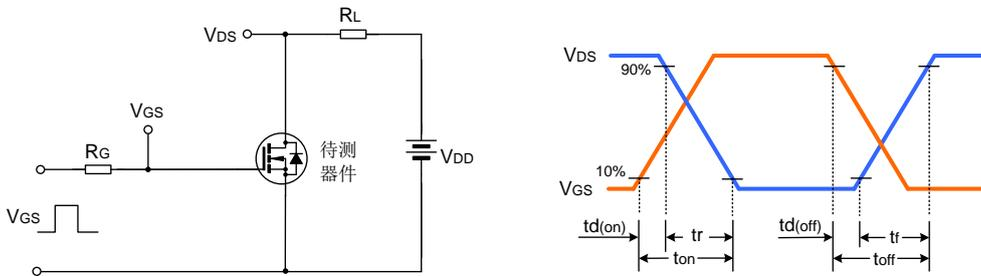 VDS
RL
VGS
RG
待测
器件
VDD
VGS
VDS
90%
10%
VGS
td(on)
tr
ton
td(off)
tf
toff